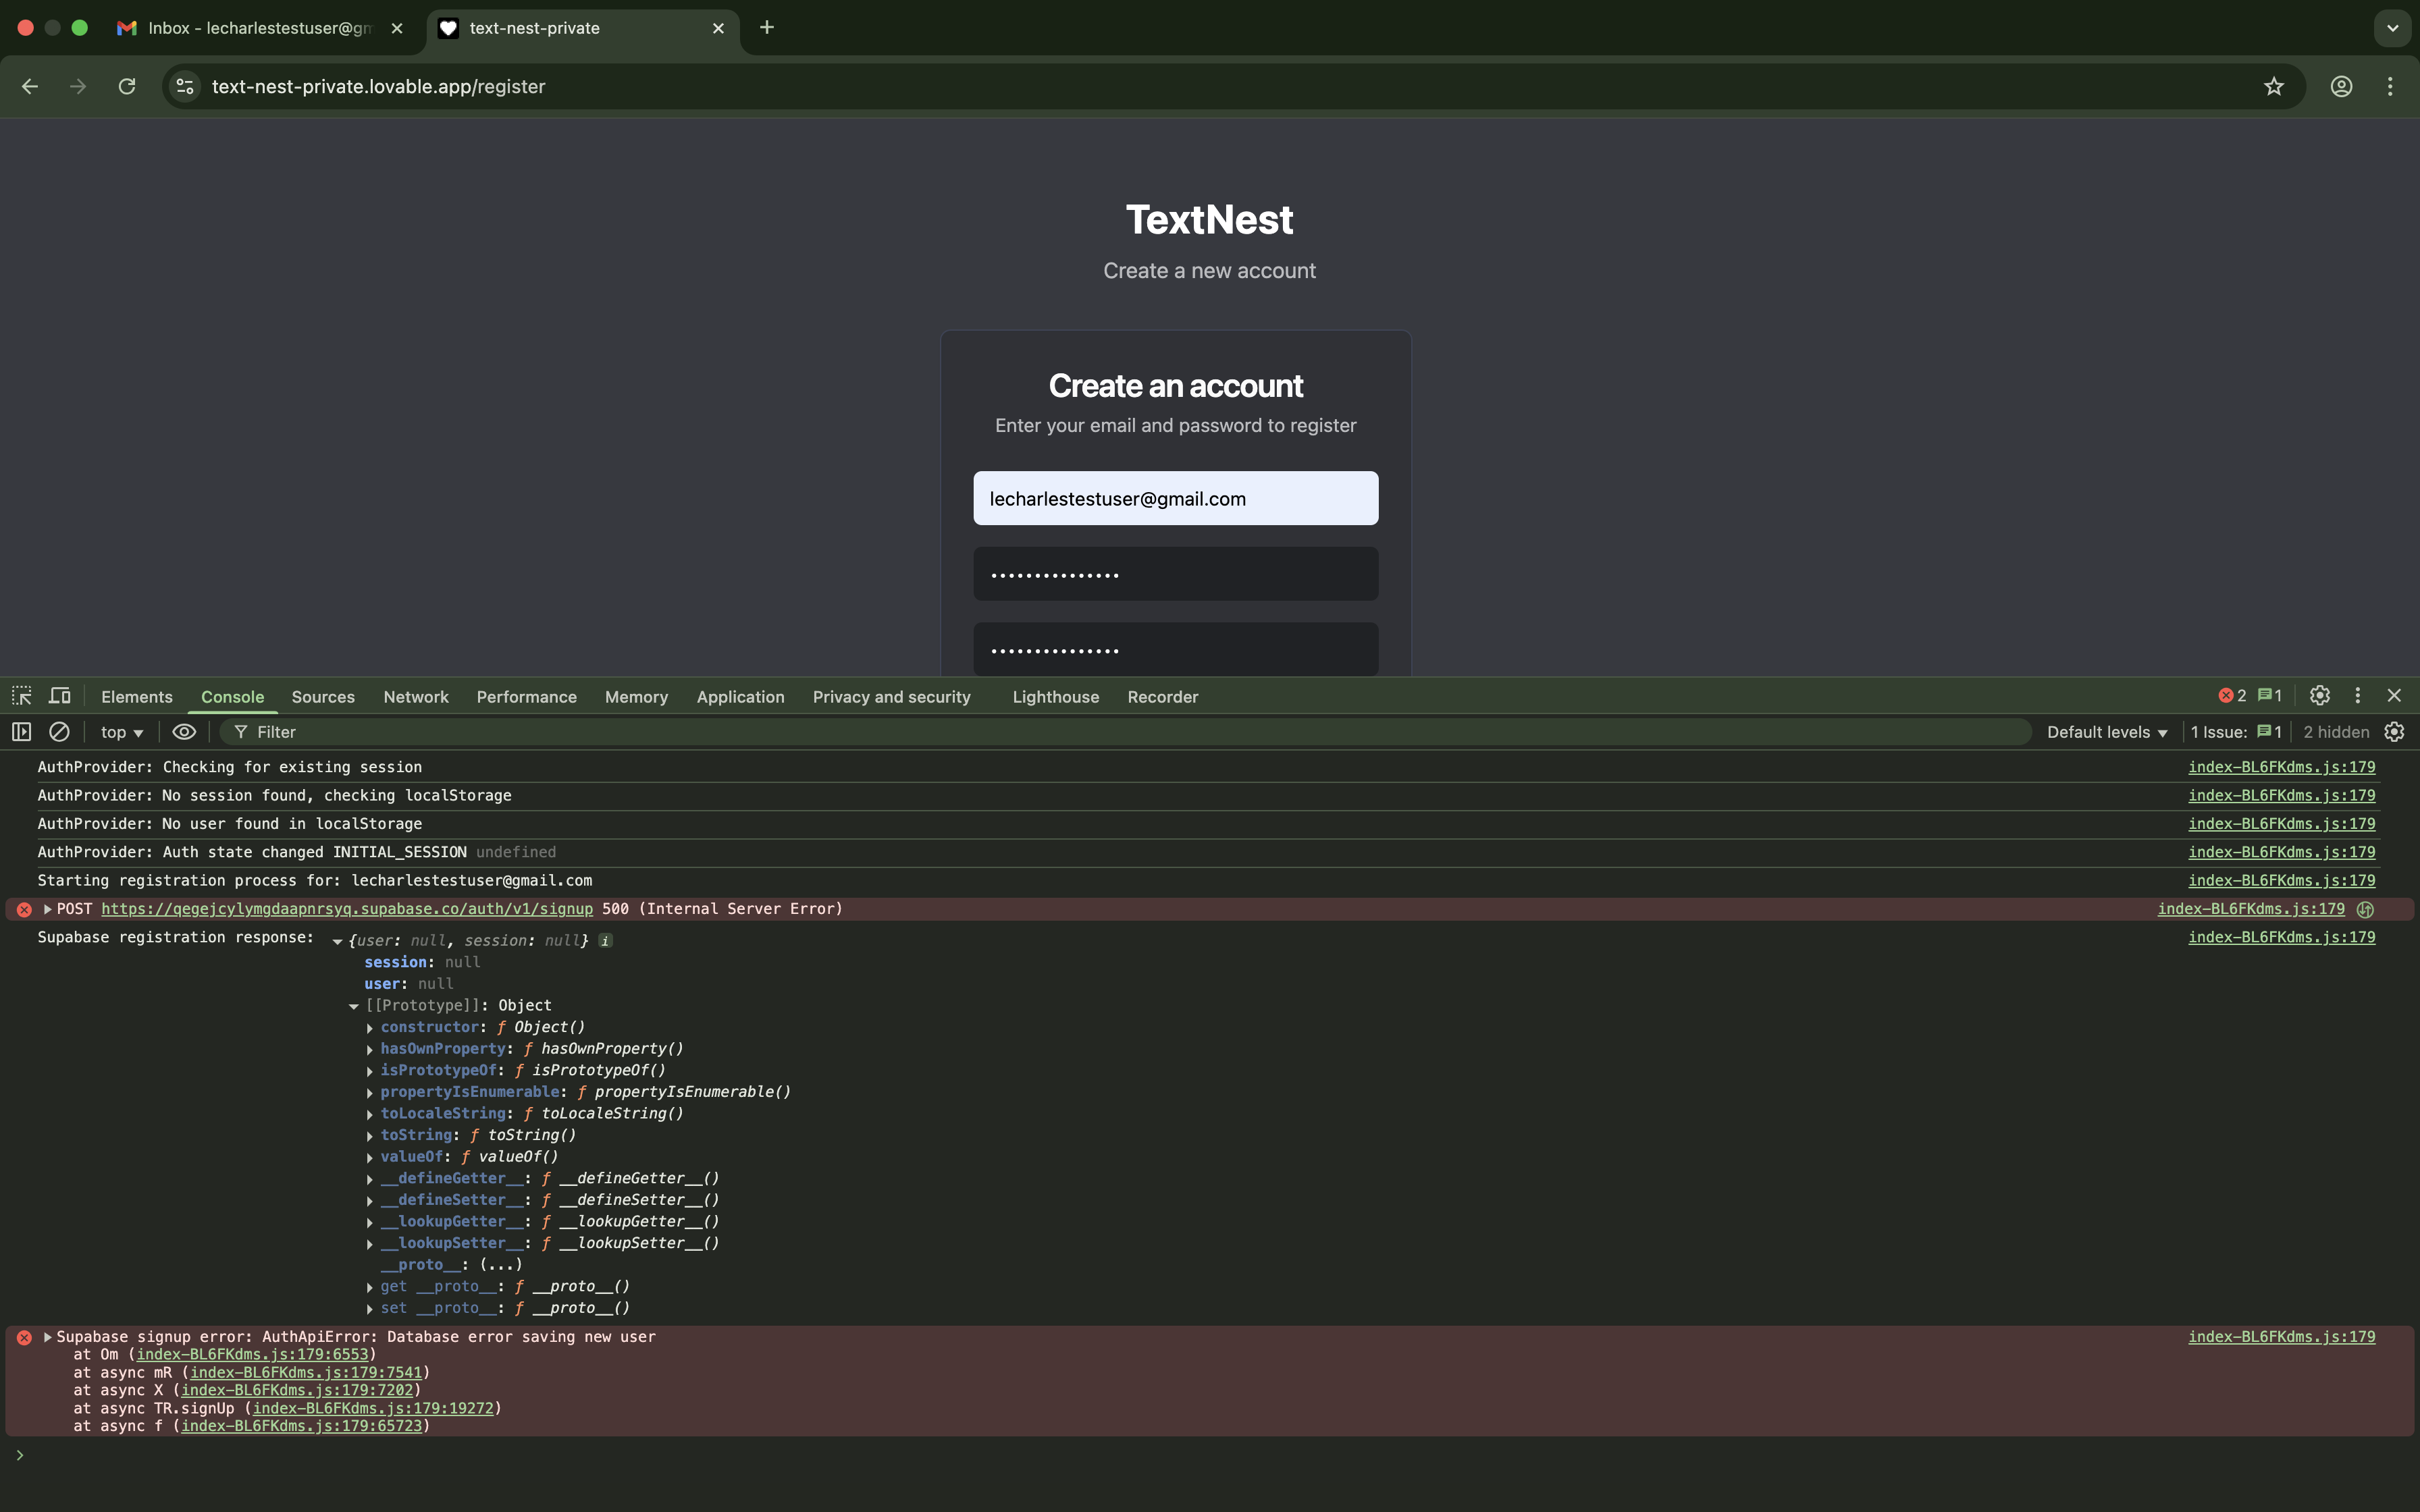 Inbox - lecharlestestuser@gm
text-nest-private
text-nest-private.lovable.app/register
TextNest
Create a new account
Create an account
Enter your email and password to register
lecharlestestuser@gmail.com
•••••••••••••••
•••••••••••••••
Elements Console Sources Network Performance Memory Application Privacy and security Lighthouse Recorder 2 1
top Filter Default levels 1 Issue: 1 2 hidden
AuthProvider: Checking for existing session index-BL6FKdms.js:179
AuthProvider: No session found, checking localStorage index-BL6FKdms.js:179
AuthProvider: No user found in localStorage index-BL6FKdms.js:179
AuthProvider: Auth state changed INITIAL_SESSION undefined index-BL6FKdms.js:179
Starting registration process for: lecharlestestuser@gmail.com index-BL6FKdms.js:179
POST https://qegejcylymgdaapnrsyq.supabase.co/auth/v1/signup 500 (Internal Server Error) index-BL6FKdms.js:179
Supabase registration response: {user: null, session: null} i index-BL6FKdms.js:179
session: null
user: null
[[Prototype]]: Object
constructor: ƒ Object()
hasOwnProperty: ƒ hasOwnProperty()
isPrototypeOf: ƒ isPrototypeOf()
propertyIsEnumerable: ƒ propertyIsEnumerable()
toLocaleString: ƒ toLocaleString()
toString: ƒ toString()
valueOf: ƒ valueOf()
__defineGetter__: ƒ __defineGetter__()
__defineSetter__: ƒ __defineSetter__()
__lookupGetter__: ƒ __lookupGetter__()
__lookupSetter__: ƒ __lookupSetter__()
__proto__: (...)
get __proto__: ƒ __proto__()
set __proto__: ƒ __proto__()
Supabase signup error: AuthApiError: Database error saving new user index-BL6FKdms.js:179
at Om (index-BL6FKdms.js:179:6553)
at async mR (index-BL6FKdms.js:179:7541)
at async X (index-BL6FKdms.js:179:7202)
at async TR.signUp (index-BL6FKdms.js:179:19272)
at async f (index-BL6FKdms.js:179:65723)